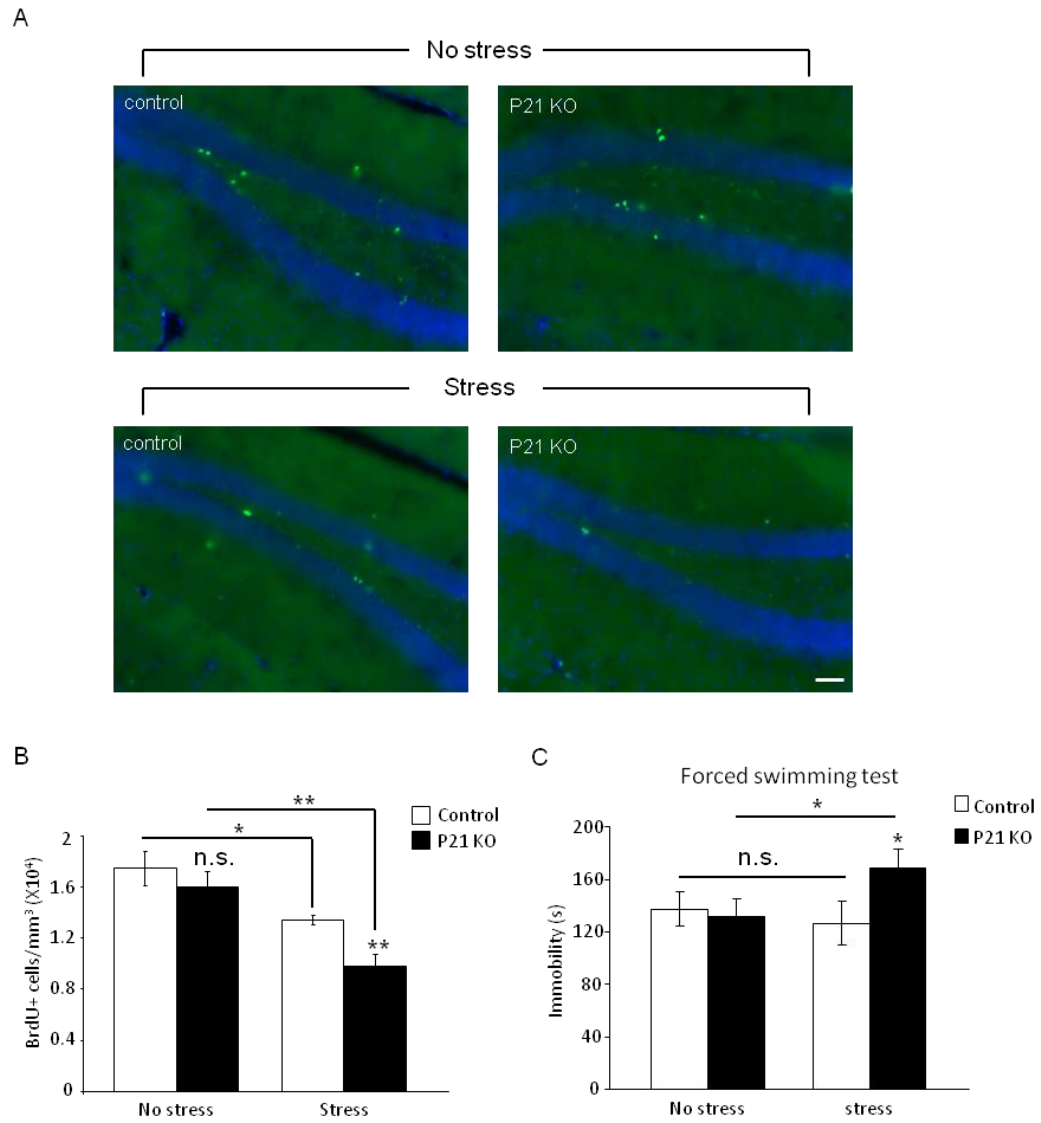 A
No stress
control
P21 KO
Stress
control
P21 KO
B
**
*
n.s.
**
Control
P21 KO
BrdU+ cells/mm³ (X10⁴)
2
1.6
1.2
0.8
0.4
0
No stress
Stress
C
Forced swimming test
*
n.s.
*
Control
P21 KO
Immobility (s)
200
160
120
80
40
0
No stress
stress